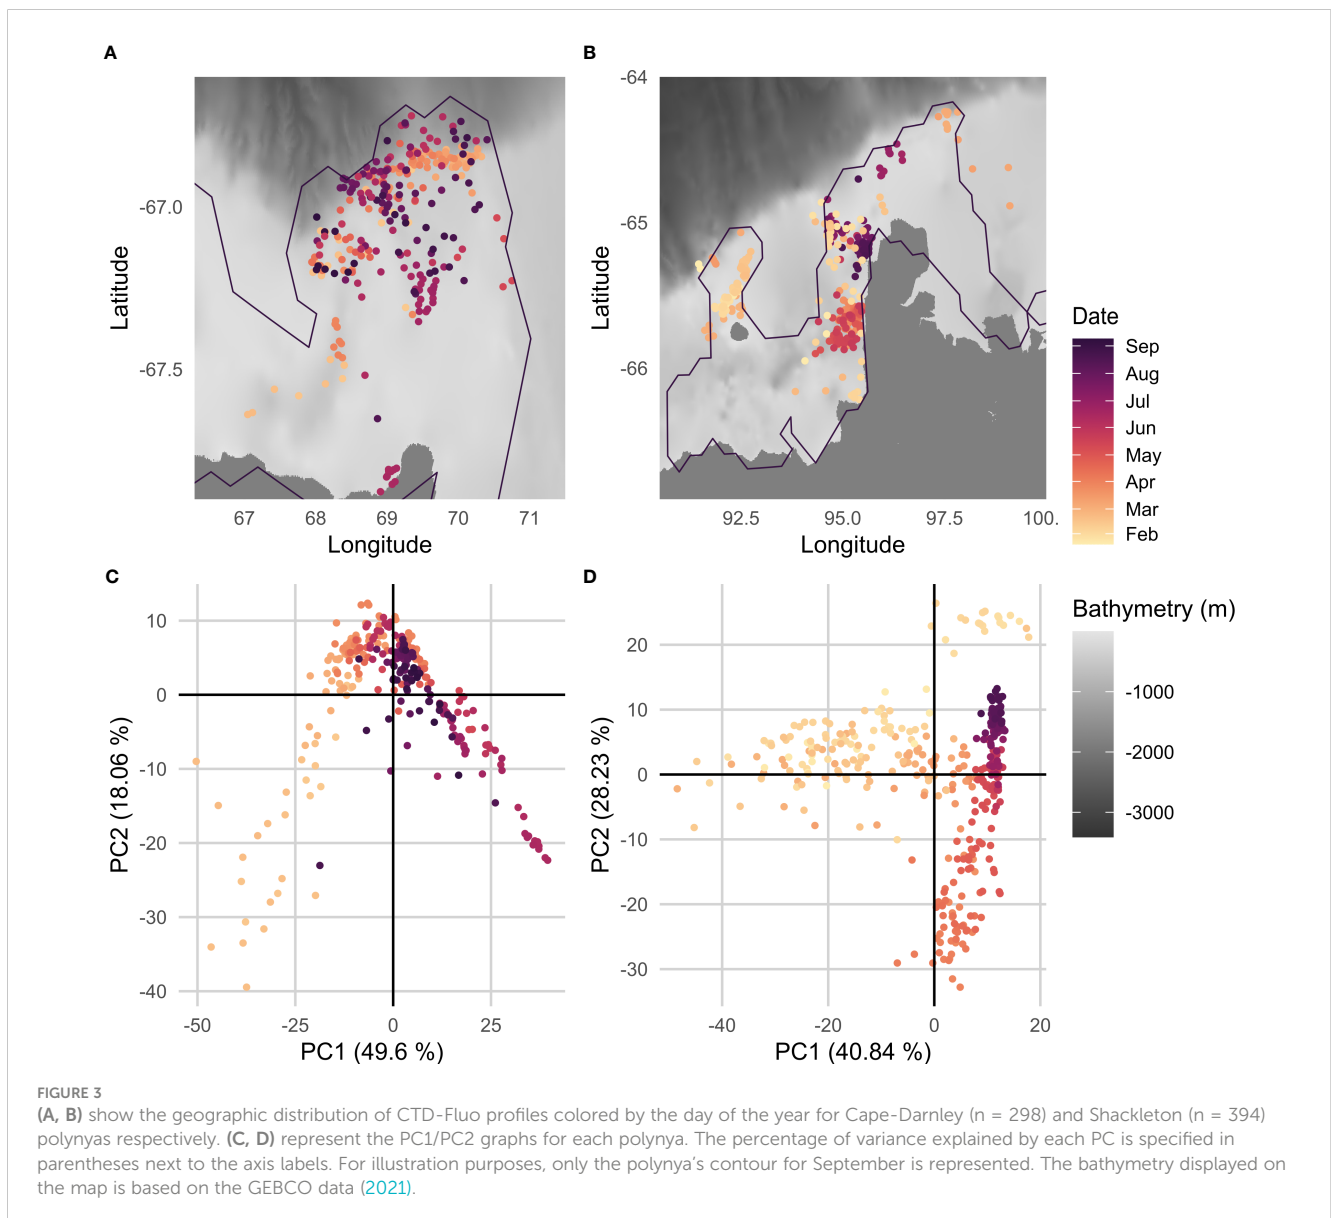 A
B
-67.0
-67.5
Latitude
67
68
69
70
71
Longitude
-64
-65
-66
Latitude
92.5
95.0
97.5
100.
Longitude
Date
Sep
Aug
Jul
Jun
May
Apr
Mar
Feb
C
D
10
0
-10
-20
-30
-40
PC2 (18.06 %)
-50
-25
0
25
PC1 (49.6 %)
20
10
0
-10
-20
-30
PC2 (28.23 %)
-40
-20
0
20
PC1 (40.84 %)
Bathymetry (m)
-1000
-2000
-3000
FIGURE 3
(A, B) show the geographic distribution of CTD-Fluo profiles colored by the day of the year for Cape-Darnley (n = 298) and Shackleton (n = 394)
polynyas respectively. (C, D) represent the PC1/PC2 graphs for each polynya. The percentage of variance explained by each PC is specified in
parentheses next to the axis labels. For illustration purposes, only the polynya's contour for September is represented. The bathymetry displayed on
the map is based on the GEBCO data (2021).